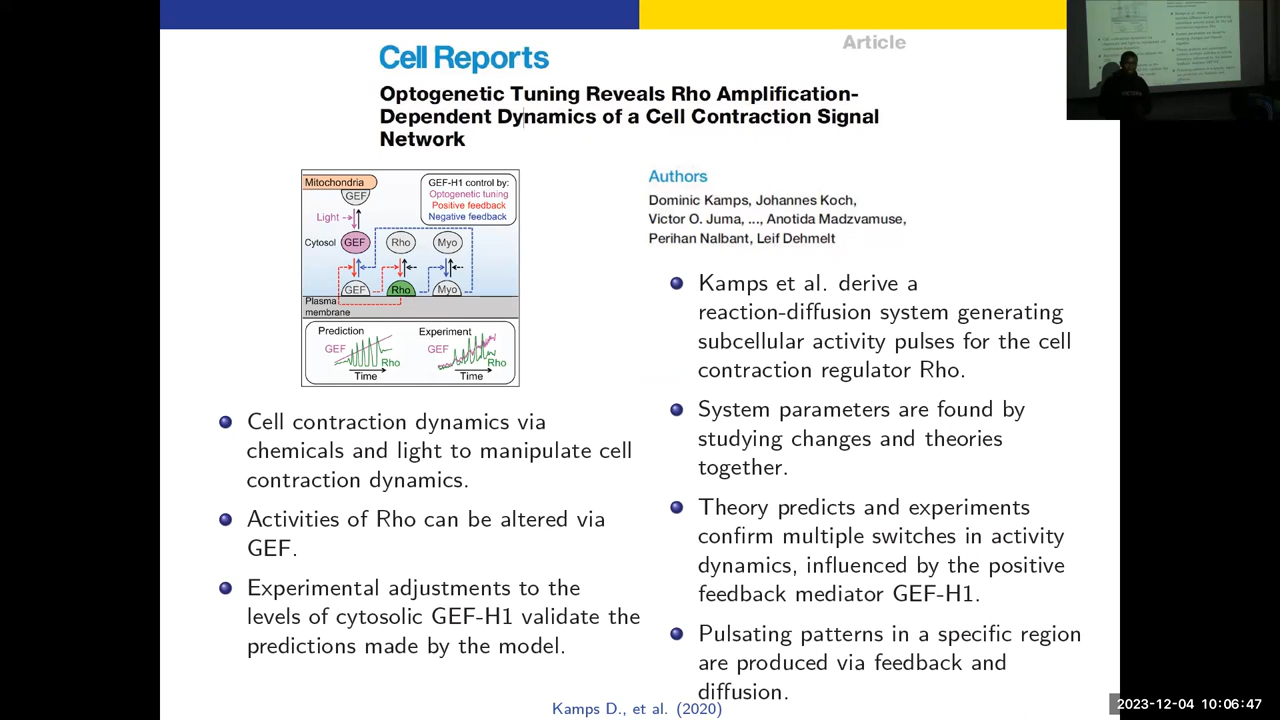 Article
Cell Reports
Optogenetic Tuning Reveals Rho Amplification-
Dependent Dynamics of a Cell Contraction Signal
Network
Mitochondria
GEF
Light
GEF-H1 control by:
Optogenetic tuning
Positive feedback
Negative feedback
Cytosol
GEF
Rho
Myo
GEF
Rho
Myo
Plasma
membrane
Prediction
GEF
Rho
Time
Experiment
GEF
Rho
Time
Authors
Dominic Kamps, Johannes Koch,
Victor O. Juma, ..., Anotida Madzvamuse,
Perihan Nalbant, Leif Dehmelt
Cell contraction dynamics via
chemicals and light to manipulate cell
contraction dynamics.
Activities of Rho can be altered via
GEF.
Experimental adjustments to the
levels of cytosolic GEF-H1 validate the
predictions made by the model.
Kamps et al. derive a
reaction-diffusion system generating
subcellular activity pulses for the cell
contraction regulator Rho.
System parameters are found by
studying changes and theories
together.
Theory predicts and experiments
confirm multiple switches in activity
dynamics, influenced by the positive
feedback mediator GEF-H1.
Pulsating patterns in a specific region
are produced via feedback and
diffusion.
Kamps D., et al. (2020)
2023-12-04 10:06:47